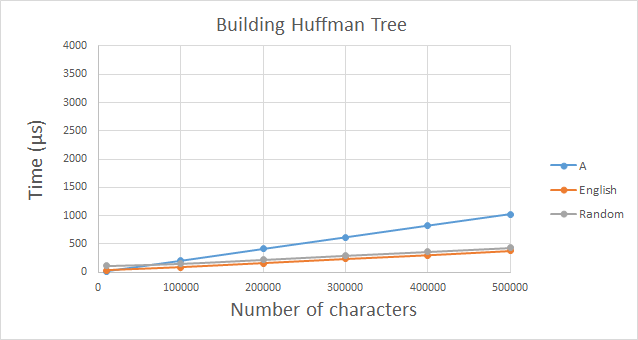 Building Huffman Tree
4000
3500
3000
2500
2000
1500
1000
500
0
Time (µs)
0 100000 200000 300000 400000 500000
Number of characters
A
English
Random